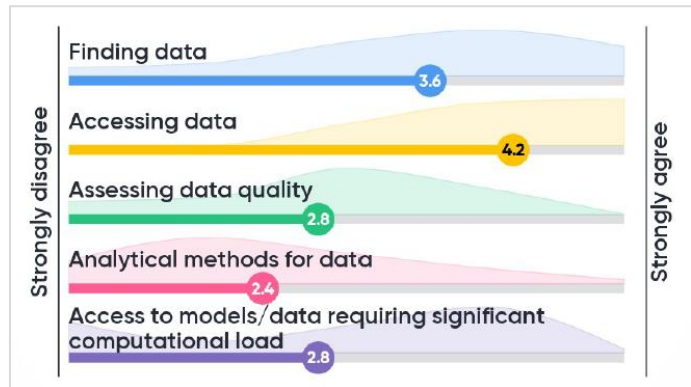 Strongly disagree
Finding data
3.6
Accessing data
4.2
Assessing data quality
2.8
Analytical methods for data
2.4
Access to models/data requiring significant
computational load
2.8
Strongly agree